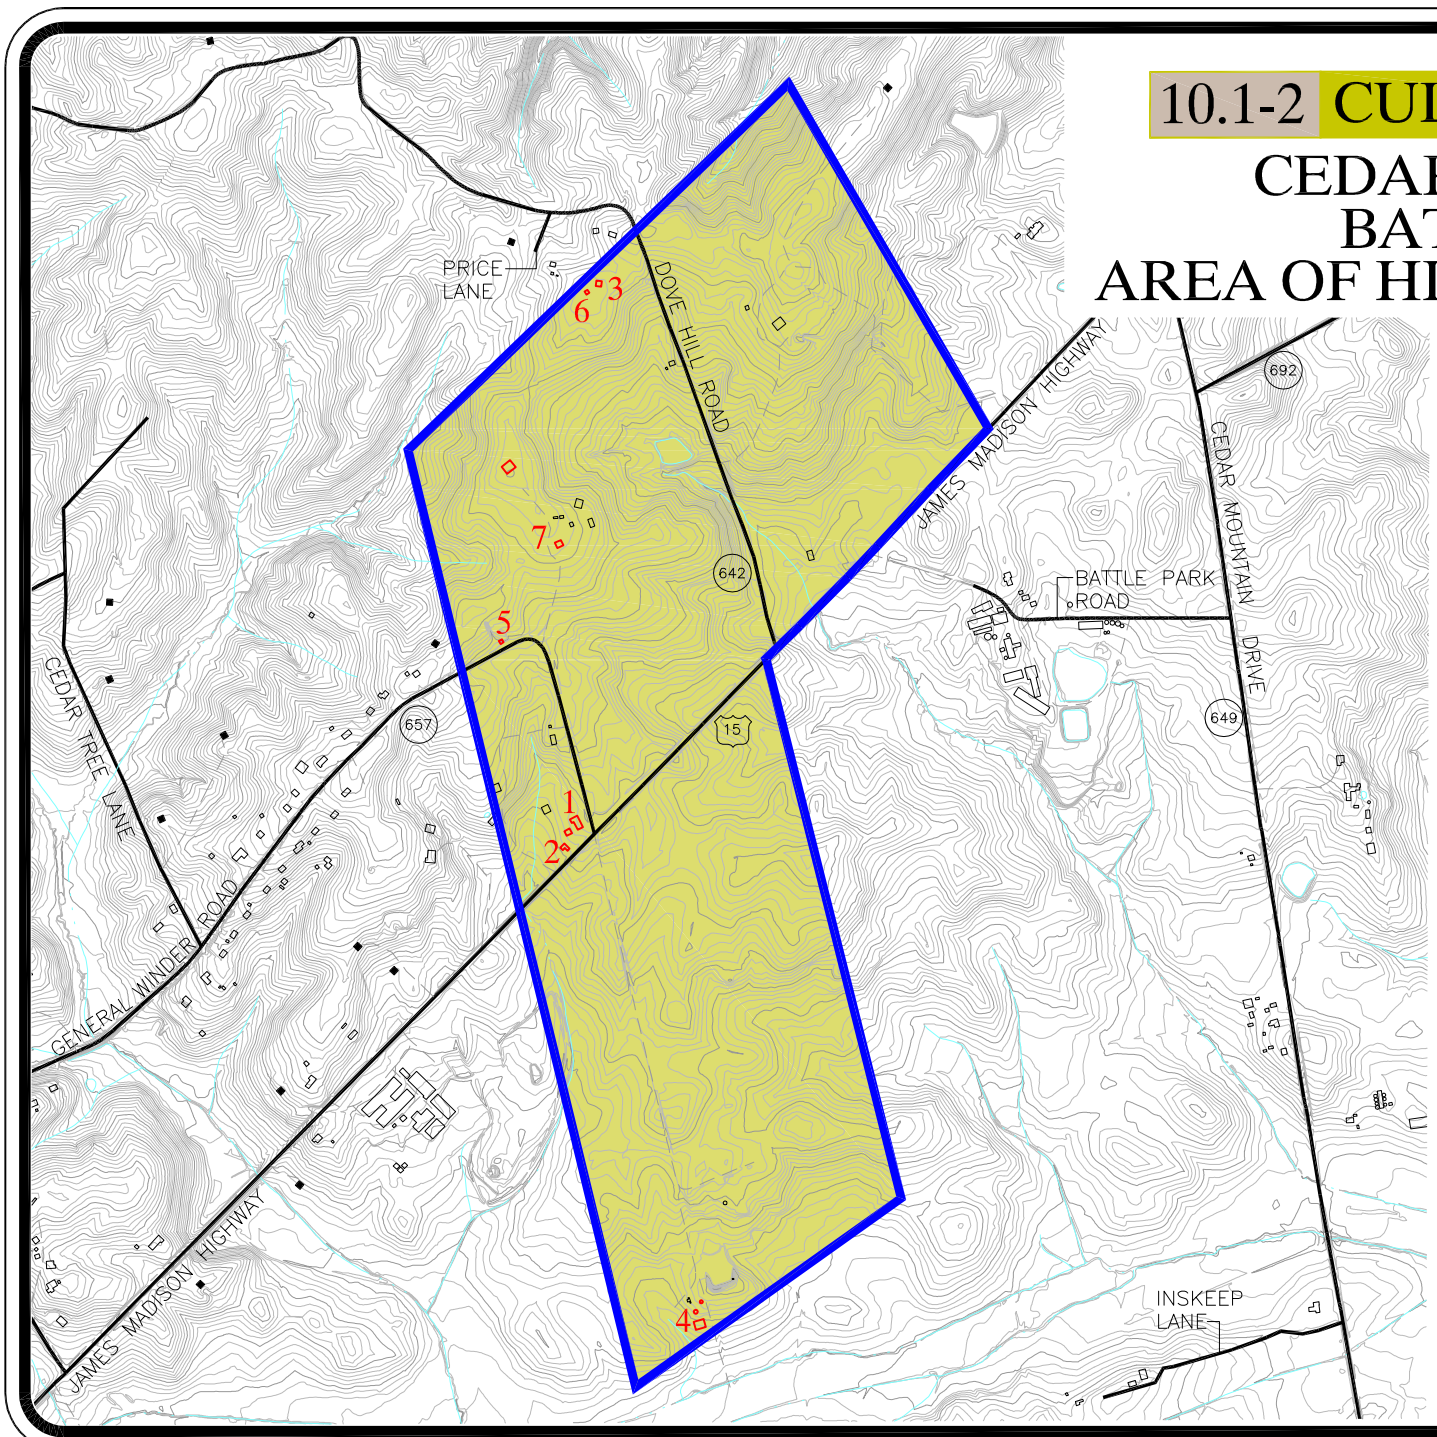 10.1-2 CUL
CEDAR
BAT
AREA OF HI
PRICE
LANE
DOVE HILL ROAD
3
6
JAMES MADISON HIGHWAY
692
CEDAR MOUNTAIN DRIVE
7
642
BATTLE PARK
ROAD
5
CEDAR TREE LANE
657
15
649
1
2
GENERAL WINDER ROAD
JAMES MADISON HIGHWAY
4
INSKEEP
LANE